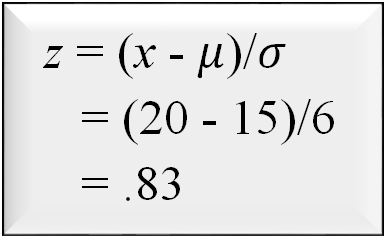 z = (x - μ)/σ
= (20 - 15)/6
= .83